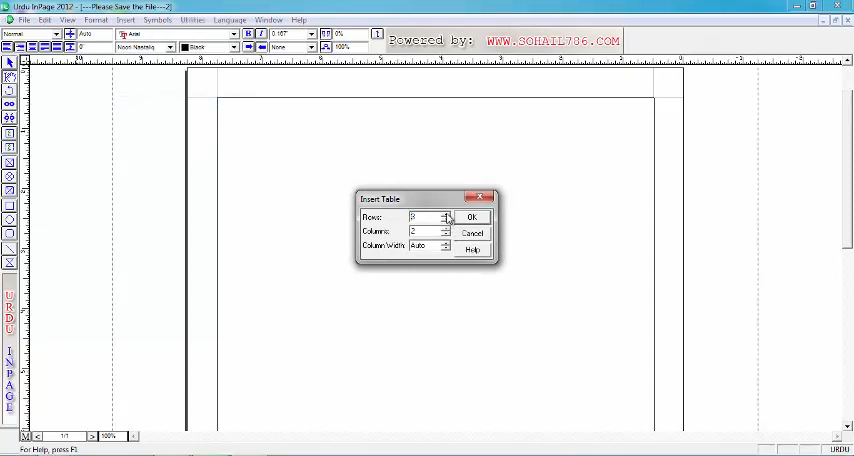 Urdu InPage 2012 - [---Please Save the File---2]
File Edit View Format Insert Symbols Utilities Language Window Help
Normal Auto Arial B I 0.167" 0% Powered by: WWW.SOHAIL786.COM
0" Noori Nastaliq Black None 100%
Insert Table
Rows: 3 OK
Columns: 2 Cancel
Column Width: Auto Help
URDU INPAGE
M < 1/1 > 100%
For Help, press F1 URDU